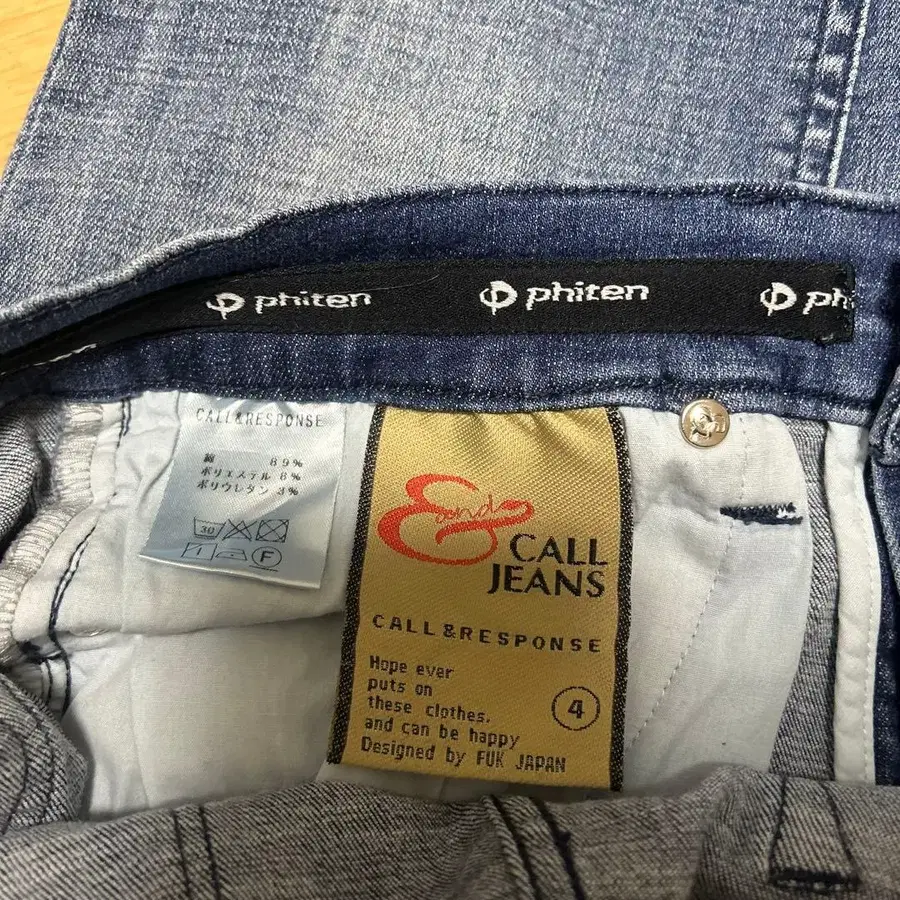 phiten phiten ph
CALL&RESPONSE
綿 89%
ポリエステル 8%
ポリウレタン 3%
30
F
and
CALL
JEANS
CALL&RESPONSE
Hope ever
puts on
these clothes.
and can be happy
Designed by FUK JAPAN
4